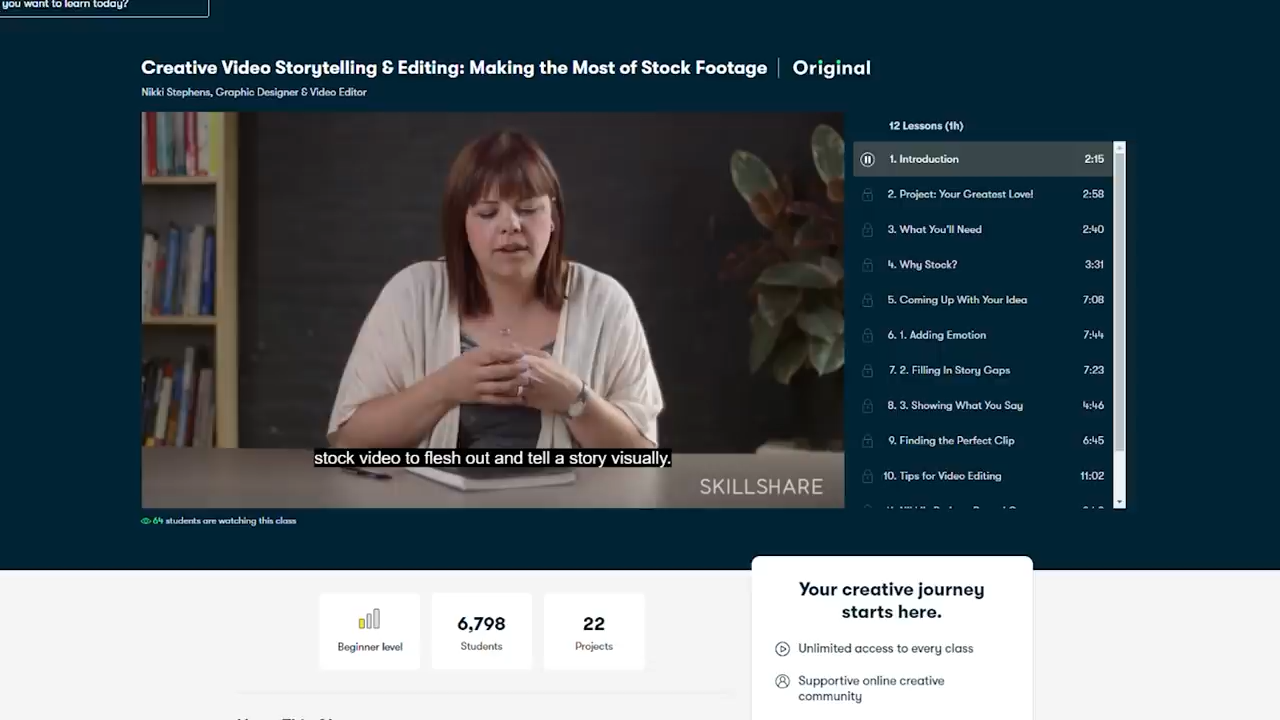 you want to learn today?
Creative Video Storytelling & Editing: Making the Most of Stock Footage | Original
Nikki Stephens, Graphic Designer & Video Editor
stock video to flesh out and tell a story visually.
SKILLSHARE
64 students are watching this class
12 Lessons (1h)
1. Introduction 2:15
2. Project: Your Greatest Love! 2:58
3. What You'll Need 2:40
4. Why Stock? 3:31
5. Coming Up With Your Idea 7:08
6. 1. Adding Emotion 7:44
7. 2. Filling In Story Gaps 7:23
8. 3. Showing What You Say 4:46
9. Finding the Perfect Clip 6:45
10. Tips for Video Editing 11:02
Beginner level
6,798
Students
22
Projects
Your creative journey
starts here.
Unlimited access to every class
Supportive online creative
community